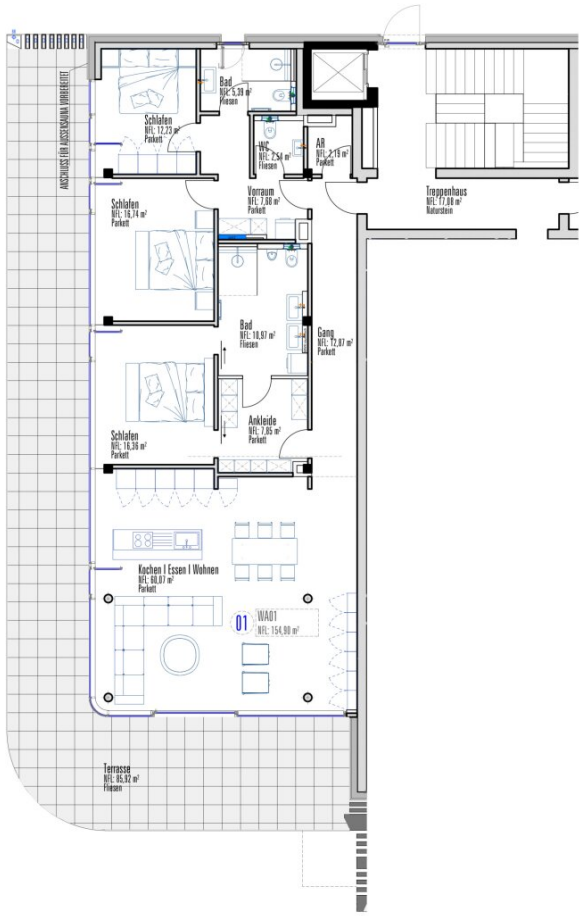 ANSCHLUSS FÜR AUSSENSAUNA VORBEREITET
Bad
NFL: 5,39 m²
Fliesen
Schlafen
NFL: 12,23 m²
Parkett
WC
NFL: 2,54 m²
Fliesen
AR
NFL: 2,19 m²
Parkett
Schlafen
NFL: 16,74 m²
Parkett
Vorraum
NFL: 7,68 m²
Parkett
Treppenhaus
NFL: 17,08 m²
Naturstein
Bad
NFL: 10,97 m²
Fliesen
Gang
NFL: 12,07 m²
Parkett
Schlafen
NFL: 16,36 m²
Parkett
Ankleide
NFL: 7,85 m²
Parkett
Kochen I Essen I Wohnen
NFL: 60,07 m²
Parkett
01
WA01
NFL: 154,90 m²
Terrasse
NFL: 85,92 m²
Fliesen